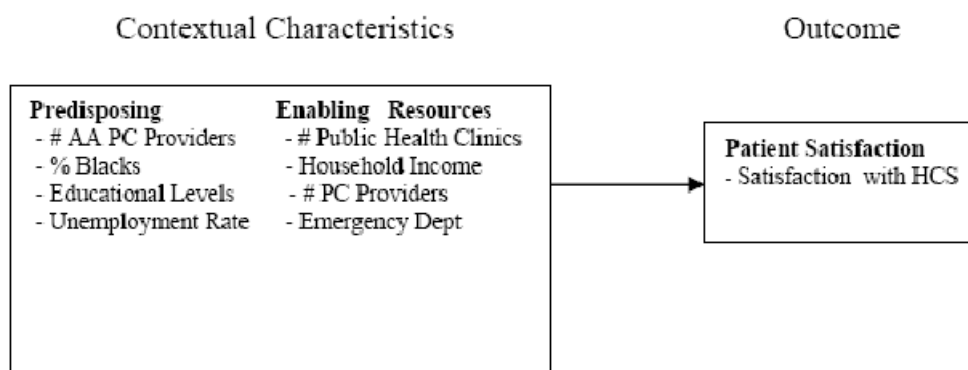 Contextual Characteristics
Outcome
Predisposing
- # AA PC Providers
- % Blacks
- Educational Levels
- Unemployment Rate
Enabling Resources
- # Public Health Clinics
- Household Income
- # PC Providers
- Emergency Dept
Patient Satisfaction
- Satisfaction with HCS